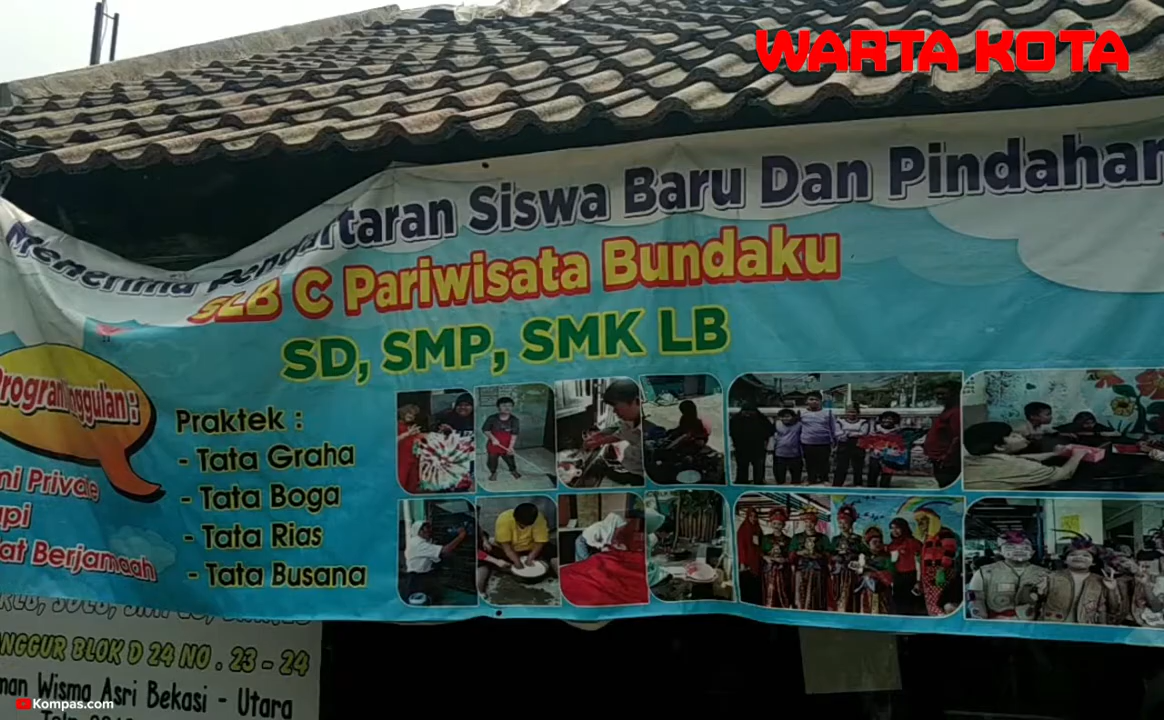 WARTA KOTA
Menerima Pendaftaran Siswa Baru Dan Pindahan
SLB C Pariwisata Bundaku
SD, SMP, SMK LB
Program Unggulan :
Private
Berjamaah
Praktek :
- Tata Graha
- Tata Boga
- Tata Rias
- Tata Busana
BLOK D 24 NO . 23 - 24
Wisma Asri Bekasi - Utara
Kompas.com